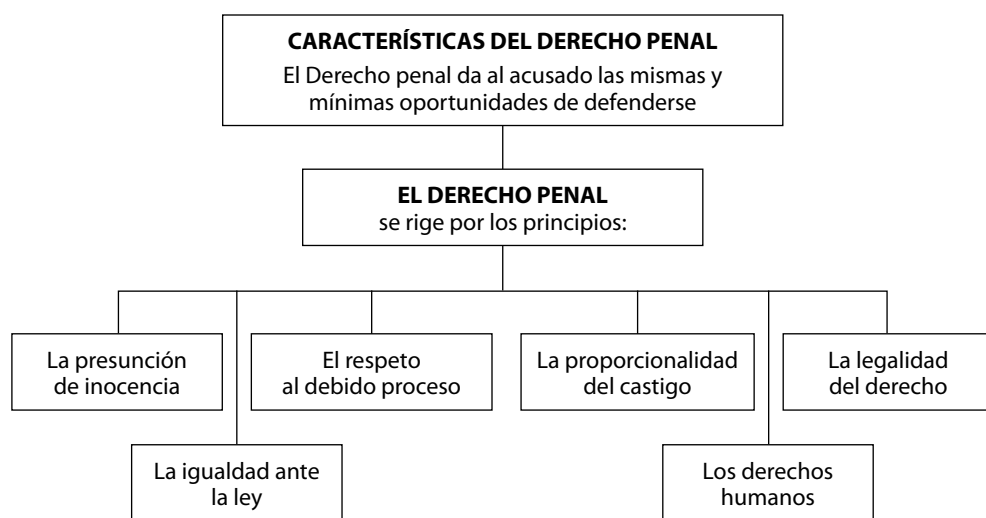 CARACTERÍSTICAS DEL DERECHO PENAL
El Derecho penal da al acusado las mismas y
mínimas oportunidades de defenderse
EL DERECHO PENAL
se rige por los principios:
La presunción
de inocencia
El respeto
al debido proceso
La proporcionalidad
del castigo
La legalidad
del derecho
La igualdad ante
la ley
Los derechos
humanos